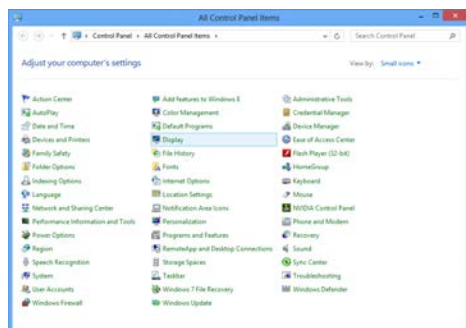 All Control Panel Items
Control Panel
All Control Panel Items
Search Control Panel
Adjust your computer's settings
View by: Small icons
Action Center
Add features to Windows 8
Administrative Tools
AutoPlay
Color Management
Credential Manager
Date and Time
Default Programs
Device Manager
Devices and Printers
Display
Ease of Access Center
Family Safety
File History
Flash Player (32-bit)
Folder Options
Fonts
HomeGroup
Indexing Options
Internet Options
Keyboard
Language
Location Settings
Mouse
Network and Sharing Center
Notification Area Icons
NVIDIA Control Panel
Performance Information and Tools
Personalization
Phone and Modem
Power Options
Programs and Features
Recovery
Region
RemoteApp and Desktop Connections
Sound
Speech Recognition
Storage Spaces
Sync Center
System
Taskbar
Troubleshooting
User Accounts
Windows 7 File Recovery
Windows Defender
Windows Firewall
Windows Update